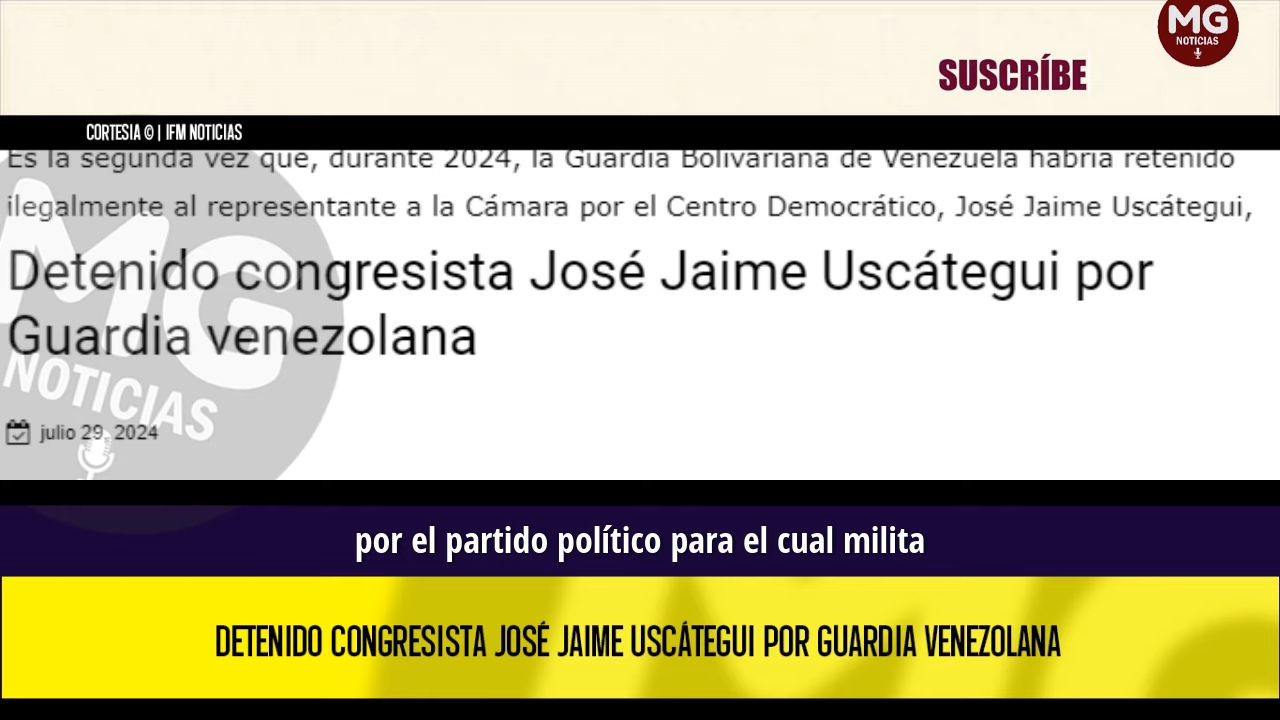 MG
NOTICIAS
SUSCRÍBE
CORTESIA © | IFM NOTICIAS
Es la segunda vez que, durante 2024, la Guardia Bolivariana de Venezuela habría retenido
ilegalmente al representante a la Cámara por el Centro Democrático, José Jaime Uscátegui,
Detenido congresista José Jaime Uscátegui por
Guardia venezolana
MG
NOTICIAS
julio 29, 2024
por el partido político para el cual milita
DETENIDO CONGRESISTA JOSÉ JAIME USCÁTEGUI POR GUARDIA VENEZOLANA